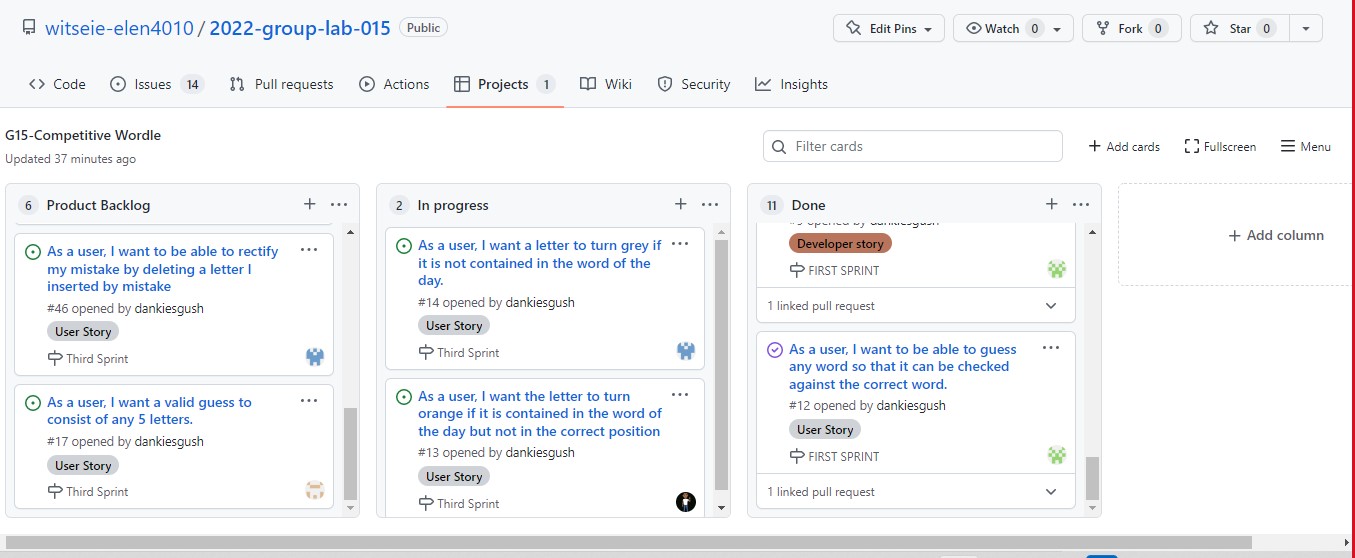 witseie-elen4010 / 2022-group-lab-015 Public
Edit Pins Watch 0 Fork 0 Star 0
Code Issues 14 Pull requests Actions Projects 1 Wiki Security Insights
G15-Competitive Wordle
Updated 37 minutes ago
Filter cards
Add cards Fullscreen Menu
6 Product Backlog
As a user, I want to be able to rectify
my mistake by deleting a letter I
inserted by mistake
#46 opened by dankiesgush
User Story
Third Sprint
As a user, I want a valid guess to
consist of any 5 letters.
#17 opened by dankiesgush
User Story
Third Sprint
2 In progress
As a user, I want a letter to turn grey if
it is not contained in the word of the
day.
#14 opened by dankiesgush
User Story
Third Sprint
As a user, I want the letter to turn
orange if it is contained in the word of
the day but not in the correct position
#13 opened by dankiesgush
User Story
Third Sprint
11 Done
opened by dankiesgush
Developer story
FIRST SPRINT
1 linked pull request
As a user, I want to be able to guess
any word so that it can be checked
against the correct word.
#12 opened by dankiesgush
User Story
FIRST SPRINT
1 linked pull request
Add column